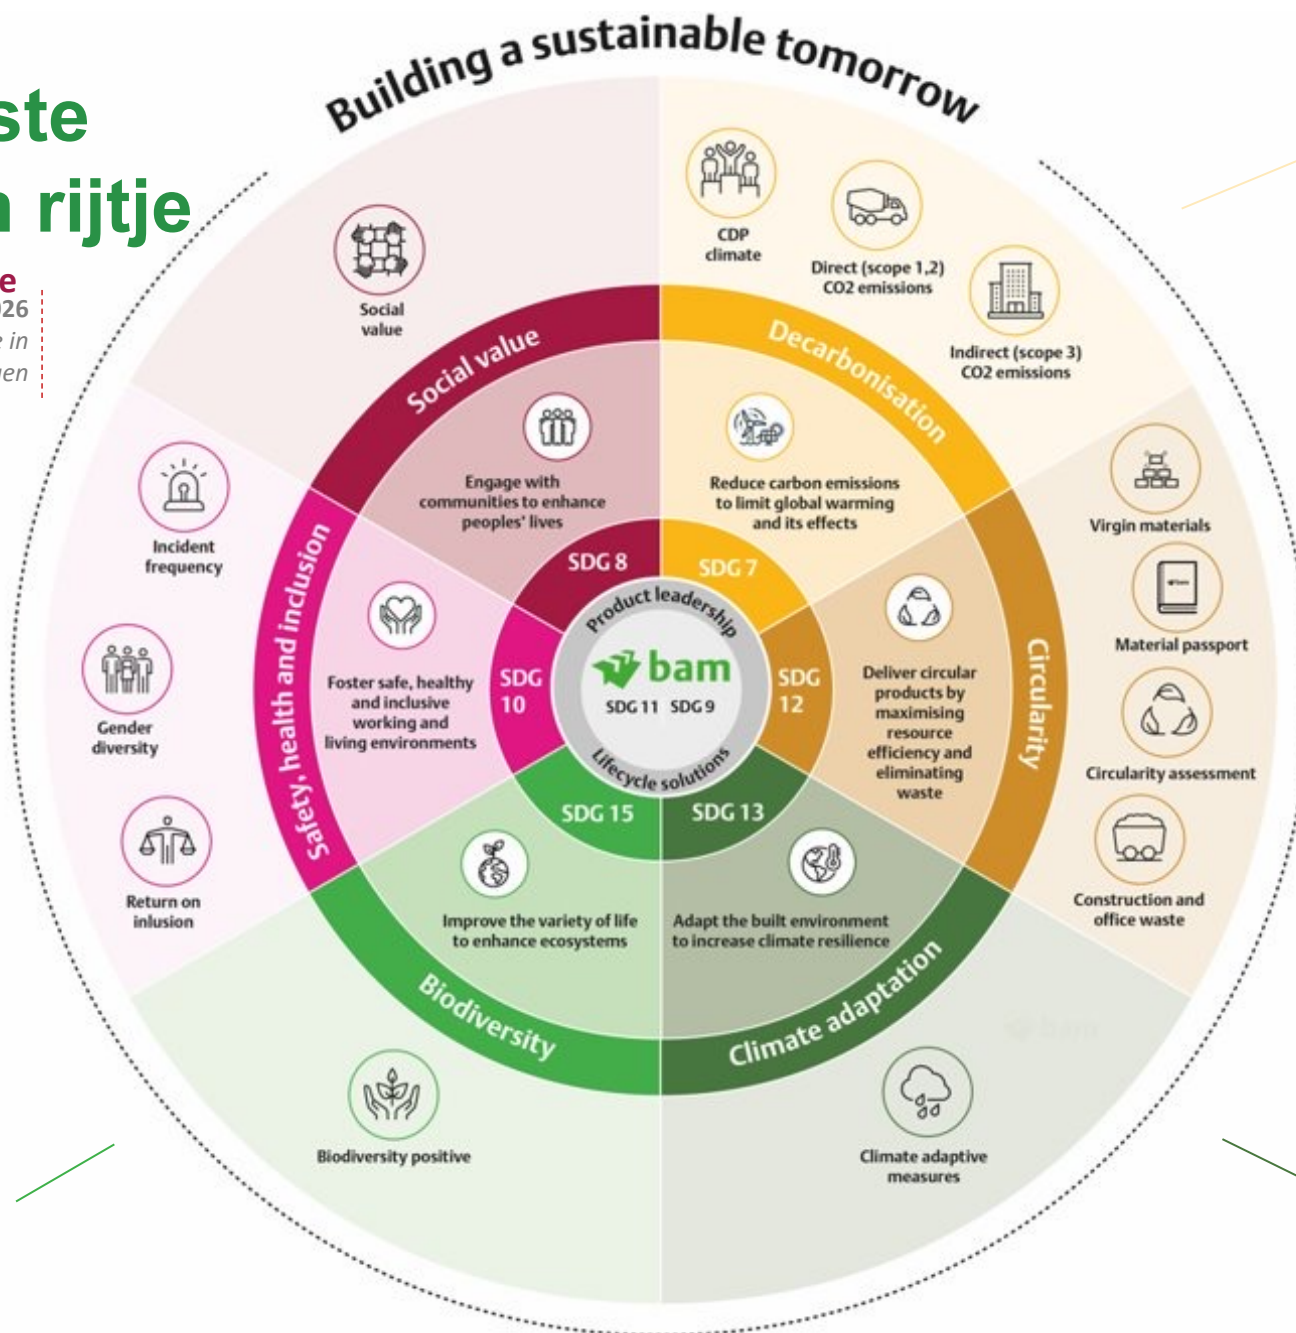 Building a sustainable tomorrow
ste
n rijtje
e
026
e in
en
CDP
climate
Direct (scope 1,2)
CO2 emissions
Indirect (scope 3)
CO2 emissions
Social
value
Social value
Decarbonisation
Engage with
communities to enhance
peoples' lives
Reduce carbon emissions
to limit global warming
and its effects
Virgin materials
Material passport
Circularity assessment
Construction and
office waste
Incident
frequency
Gender
diversity
Return on
inlusion
Safety, health and inclusion
Circularity
Foster safe, healthy
and inclusive
working and
living environments
Deliver circular
products by
maximising
resource
efficiency and
eliminating
waste
SDG 8
SDG 7
SDG
10
SDG
12
SDG 15
SDG 13
Product leadership
bam
SDG 11 SDG 9
Lifecycle solutions
Improve the variety of life
to enhance ecosystems
Adapt the built environment
to increase climate resilience
Biodiversity
Climate adaptation
bam
Biodiversity positive
Climate adaptive
measures